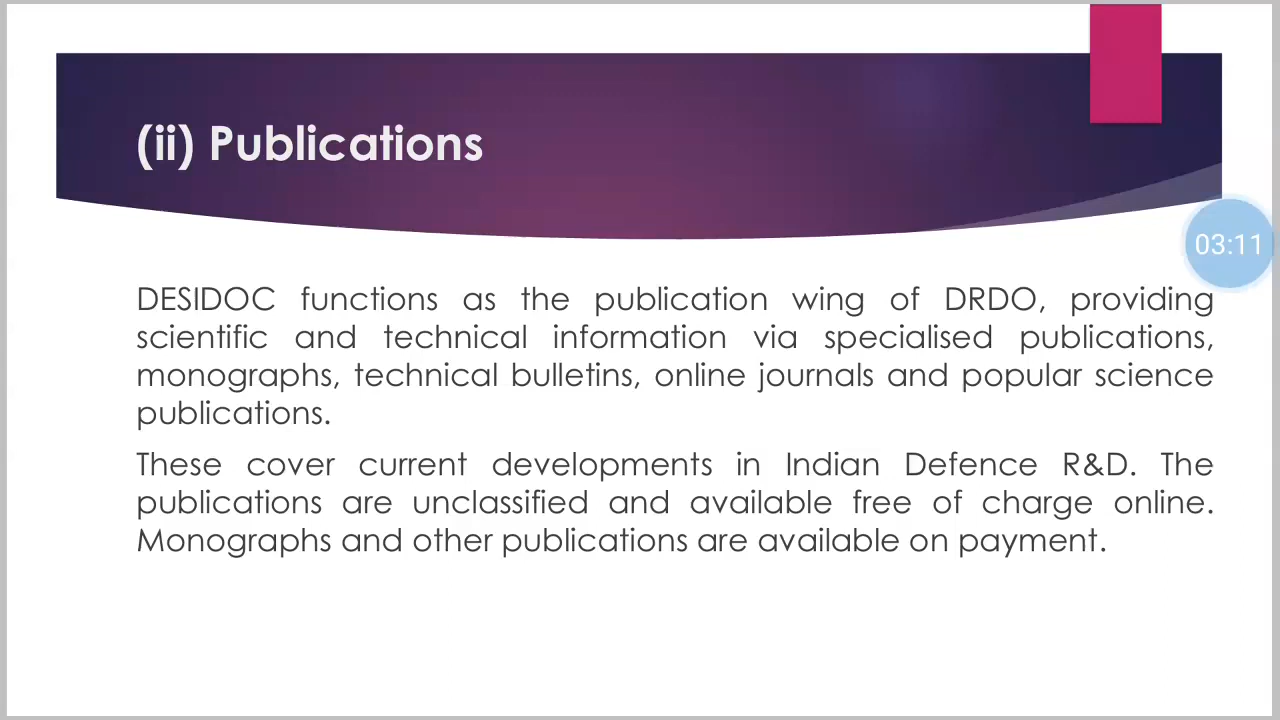 (ii) Publications
03:11
DESIDOC functions as the publication wing of DRDO, providing
scientific and technical information via specialised publications,
monographs, technical bulletins, online journals and popular science
publications.
These cover current developments in Indian Defence R&D. The
publications are unclassified and available free of charge online.
Monographs and other publications are available on payment.